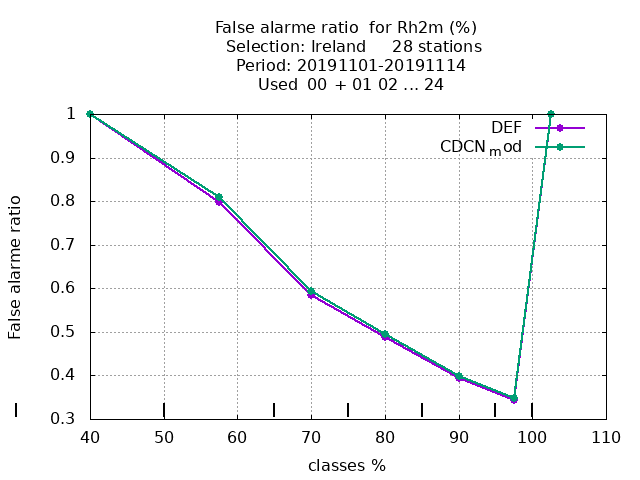 False alarme ratio  for Rh2m (%)
Selection: Ireland     28 stations
Period: 20191101-20191114
Used  00  + 01 02 ... 24
DEF
CDCN_mod
False alarme ratio
1
0.9
0.8
0.7
0.6
0.5
0.4
0.3
40 50 60 70 80 90 100 110
classes %